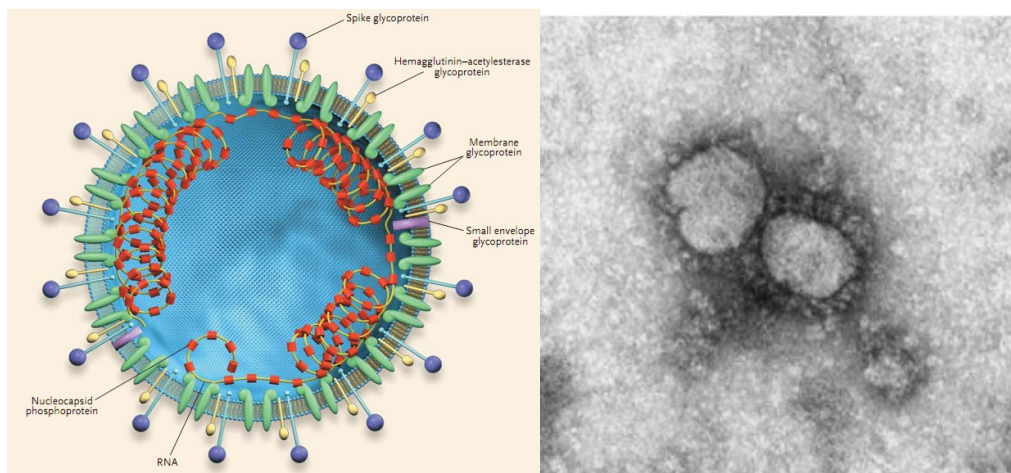 Spike glycoprotein
Hemagglutinin–acetylesterase
glycoprotein
Membrane
glycoprotein
Small envelope
glycoprotein
Nucleocapsid
phosphoprotein
RNA